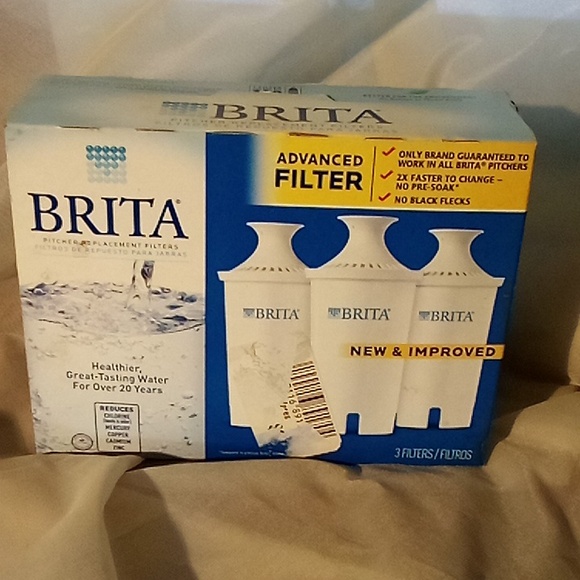 BRITA
BRITA®
PITCHER REPLACEMENT FILTERS
FILTROS DE REPUESTO PARA JARRAS
Healthier,
Great-Tasting Water
For Over 20 Years
REDUCES
CHLORINE
MERCURY
COPPER
CADMIUM
ZINC
ADVANCED
FILTER
ONLY BRAND GUARANTEED TO
WORK IN ALL BRITA® PITCHERS
2X FASTER TO CHANGE –
NO PRE-SOAK*
NO BLACK FLECKS
BRITA
BRITA
BRITA
NEW & IMPROVED
3 FILTERS/FILTROS